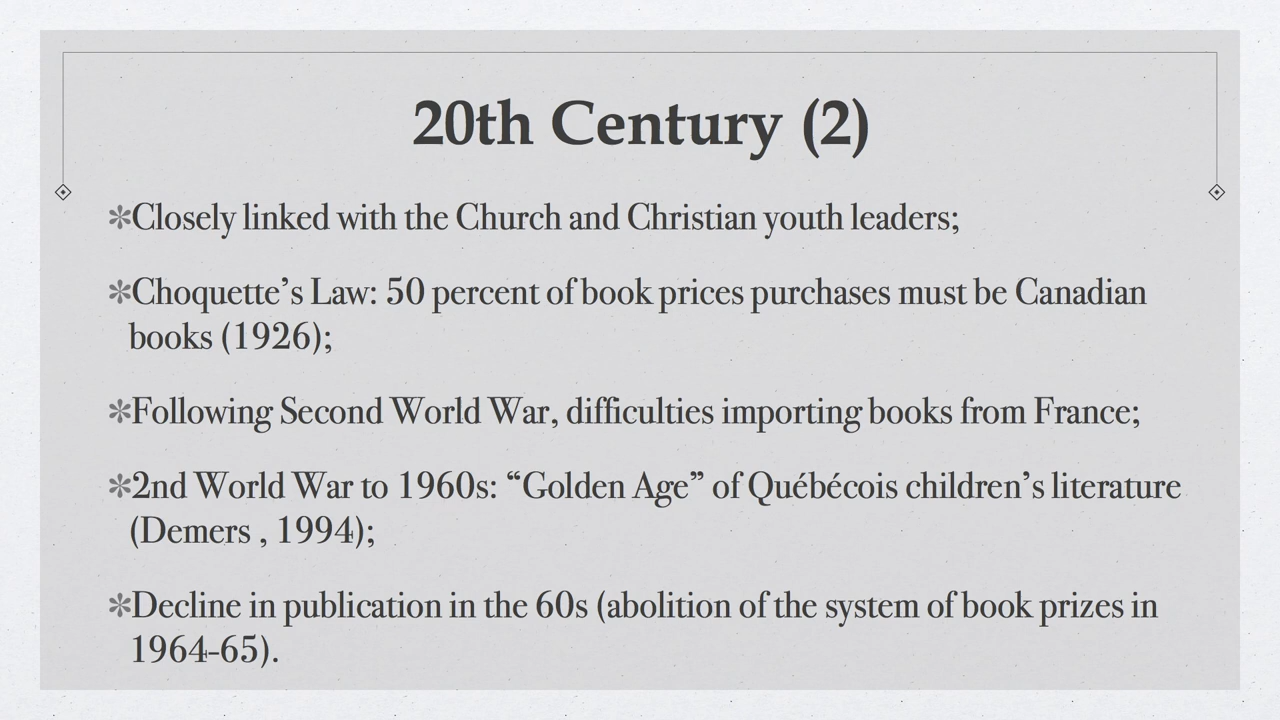 20th Century (2)
✻Closely linked with the Church and Christian youth leaders;
✻Choquette’s Law: 50 percent of book prices purchases must be Canadian
books (1926);
✻Following Second World War, difficulties importing books from France;
✻2nd World War to 1960s: “Golden Age” of Québécois children’s literature
(Demers , 1994);
✻Decline in publication in the 60s (abolition of the system of book prizes in
1964-65).